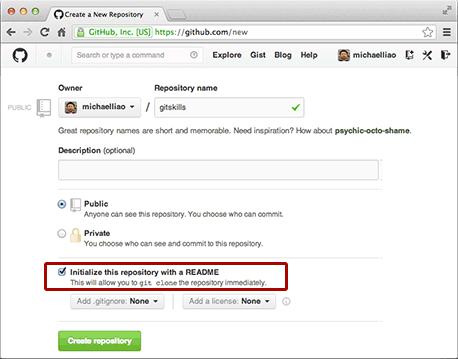 Create a New Repository
GitHub, Inc. [US] https://github.com/new
Search or type a command
Explore Gist Blog Help michaelliao
Owner Repository name
PUBLIC michaelliao / gitskills
Great repository names are short and memorable. Need inspiration? How about psychic-octo-shame.
Description (optional)
Public
Anyone can see this repository. You choose who can commit.
Private
You choose who can see and commit to this repository.
Initialize this repository with a README
This will allow you to git clone the repository immediately.
Add .gitignore: None Add a license: None
Create repository